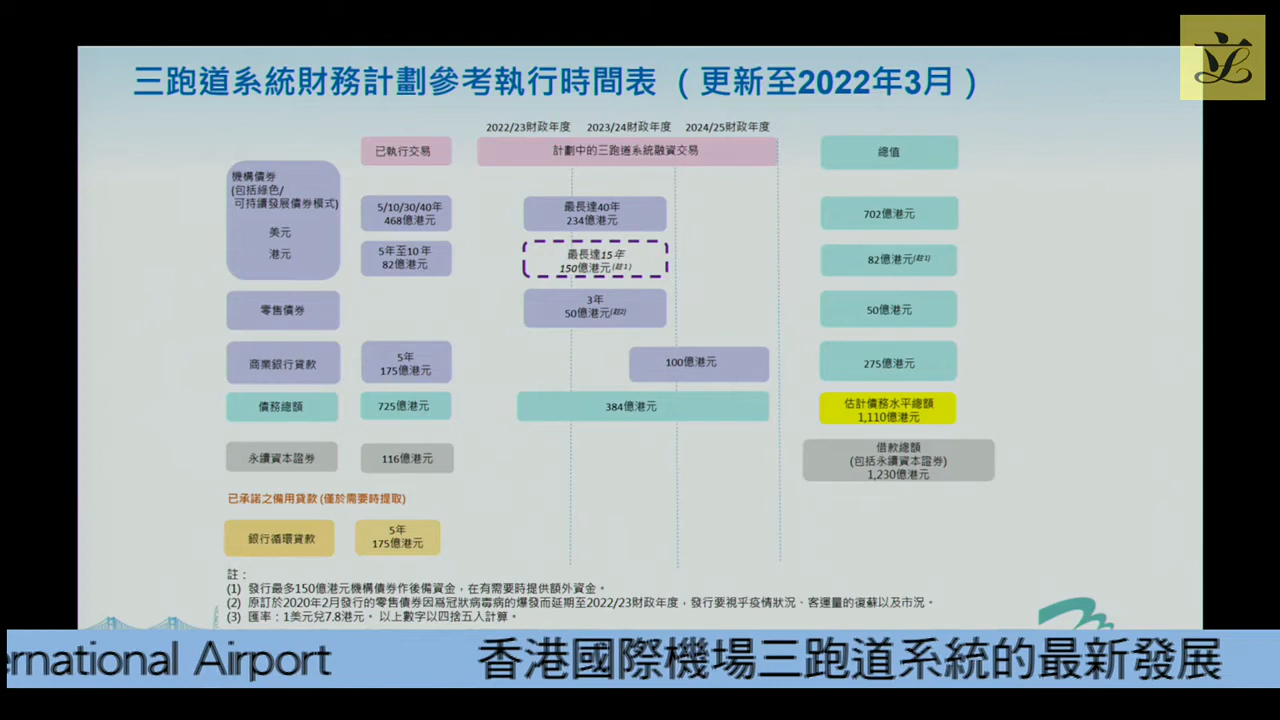 立
三跑道系統財務計劃參考執行時間表 （更新至2022年3月）
2022/23財政年度 2023/24財政年度 2024/25財政年度
已執行交易 計劃中的三跑道系統融資交易 總值
機構債券
(包括綠色/
可持續發展債券模式)
美元
港元
5/10/30/40年
468億港元
最長達40年
234億港元
702億港元
5年至10年
82億港元
最長達15年
150億港元(註1)
82億港元(註1)
零售債券
3年
50億港元(註2)
50億港元
商業銀行貸款
5年
175億港元
100億港元
275億港元
債務總額 725億港元 384億港元
估計債務水平總額
1,110億港元
永續資本證券 116億港元
借款總額
(包括永續資本證券)
1,230億港元
已承諾之備用貸款 (僅於需要時提取)
銀行循環貸款
5年
175億港元
註：
(1) 發行最多150億港元機構債券作後備資金，在有需要時提供額外資金。
(2) 原訂於2020年2月發行的零售債券因爲冠狀病毒病的爆發而延期至2022/23財政年度，發行要視乎疫情狀況、客運量的復蘇以及市況。
(3) 匯率：1美元兌7.8港元。 以上數字以四捨五入計算。
ernational Airport 香港國際機場三跑道系統的最新發展